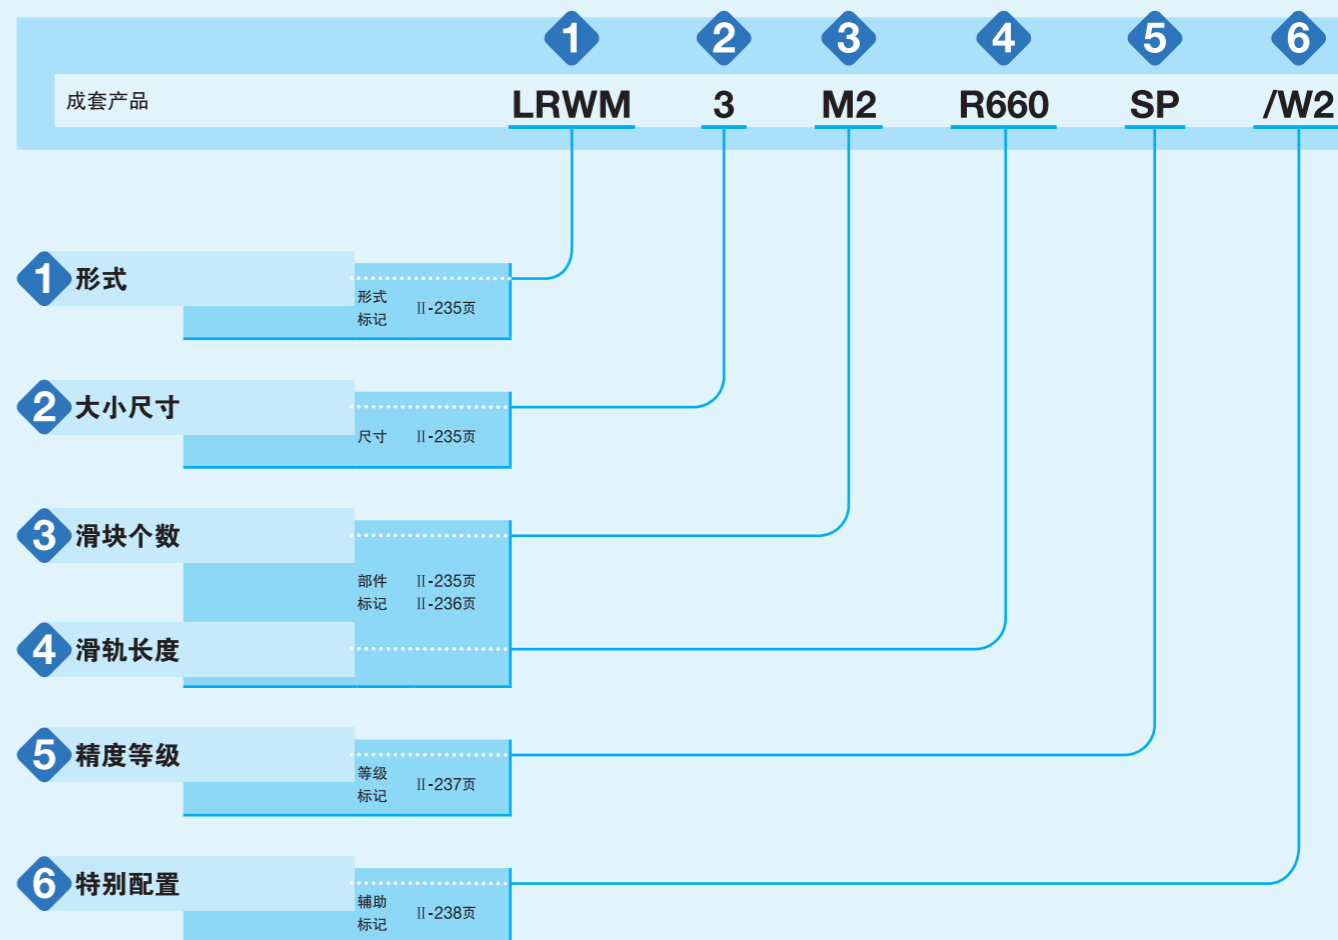 1 2 3 4 5 6
成套产品 LRWM 3 M2 R660 SP /W2
1 形式
形式
标记 Ⅱ-235页
2 大小尺寸
尺寸 Ⅱ-235页
3 滑块个数
部件 Ⅱ-235页
标记 Ⅱ-236页
4 滑轨长度
5 精度等级
等级
标记 Ⅱ-237页
6 特别配置
辅助
标记 Ⅱ-238页